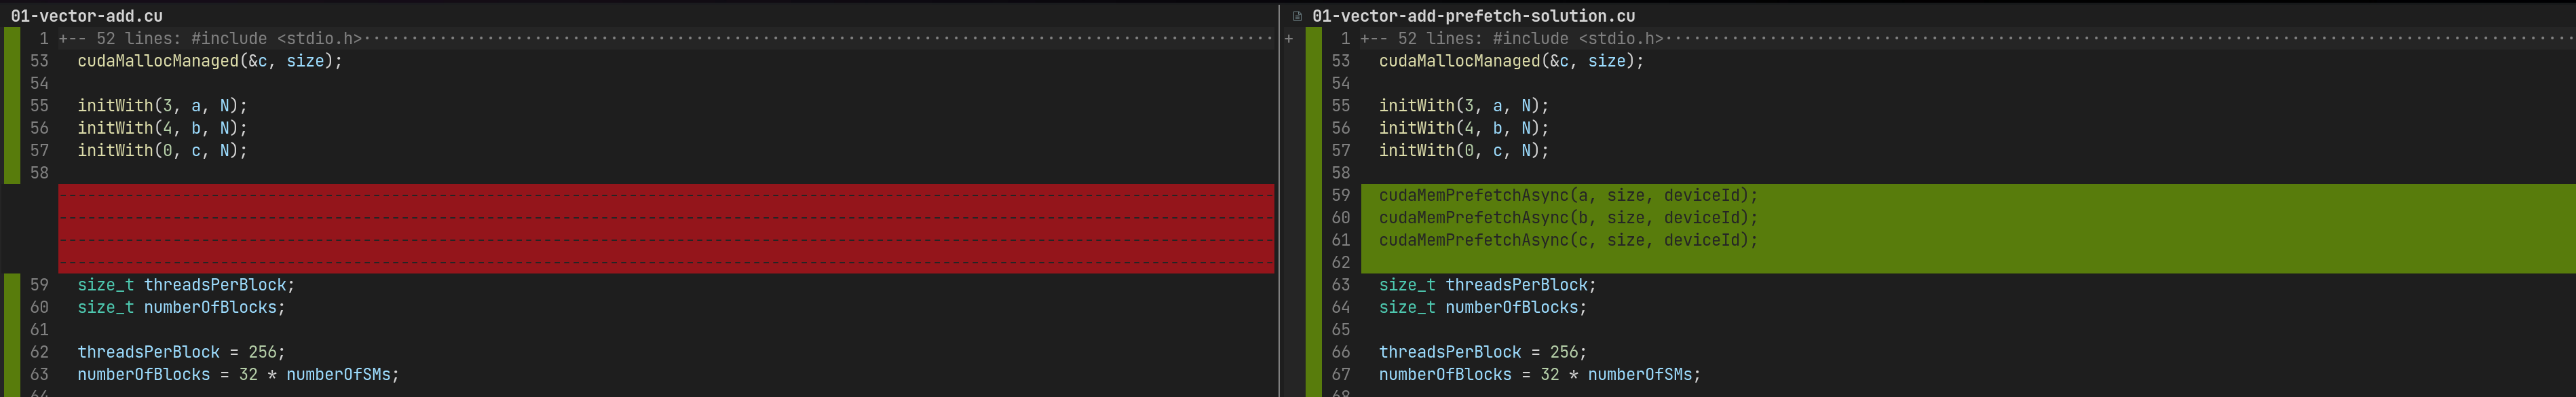 01-vector-add.cu
1 +-- 52 lines: #include <stdio.h>
53 cudaMallocManaged(&c, size);
54
55 initWith(3, a, N);
56 initWith(4, b, N);
57 initWith(0, c, N);
58
59 size_t threadsPerBlock;
60 size_t numberOfBlocks;
61
62 threadsPerBlock = 256;
63 numberOfBlocks = 32 * numberOfSMs;
64
01-vector-add-prefetch-solution.cu
+ 1 +-- 52 lines: #include <stdio.h>
53 cudaMallocManaged(&c, size);
54
55 initWith(3, a, N);
56 initWith(4, b, N);
57 initWith(0, c, N);
58
59 cudaMemPrefetchAsync(a, size, deviceId);
60 cudaMemPrefetchAsync(b, size, deviceId);
61 cudaMemPrefetchAsync(c, size, deviceId);
62
63 size_t threadsPerBlock;
64 size_t numberOfBlocks;
65
66 threadsPerBlock = 256;
67 numberOfBlocks = 32 * numberOfSMs;
68